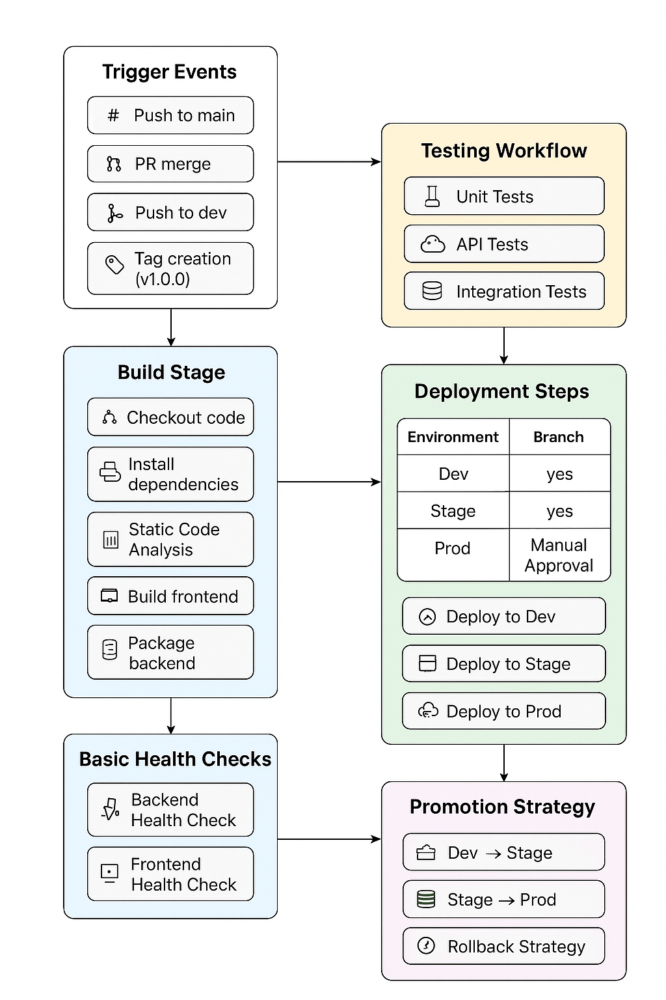 Trigger Events
# Push to main
PR merge
Push to dev
Tag creation
(v1.0.0)
Testing Workflow
Unit Tests
API Tests
Integration Tests
Build Stage
Checkout code
Install
dependencies
Static Code
Analysis
Build frontend
Package
backend
Deployment Steps
Environment Branch
Dev yes
Stage yes
Prod Manual
Approval
Deploy to Dev
Deploy to Stage
Deploy to Prod
Basic Health Checks
Backend
Health Check
Frontend
Health Check
Promotion Strategy
Dev → Stage
Stage → Prod
Rollback Strategy